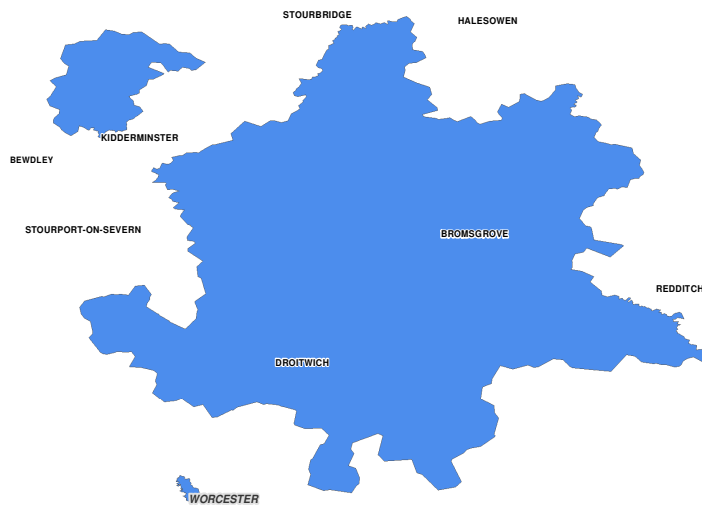 STOURBRIDGE
HALESOWEN
KIDDERMINSTER
BEWDLEY
STOURPORT-ON-SEVERN
BROMSGROVE
REDDITCH
DROITWICH
WORCESTER